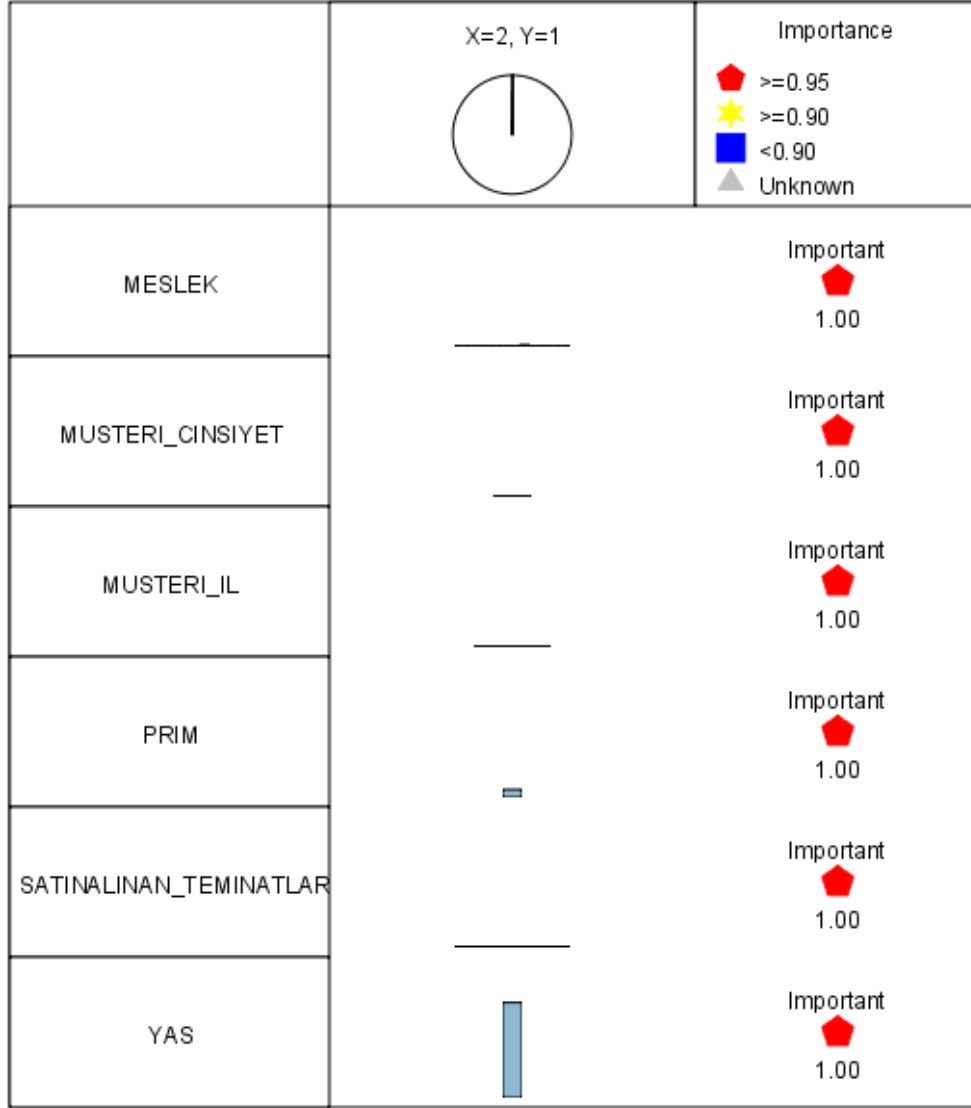 X=2, Y=1
Importance
>=0.95
>=0.90
<0.90
Unknown
MESLEK
Important
1.00
MUSTERI_CINSIYET
Important
1.00
MUSTERI_IL
Important
1.00
PRIM
Important
1.00
SATINALINAN_TEMINATLAR
Important
1.00
YAS
Important
1.00